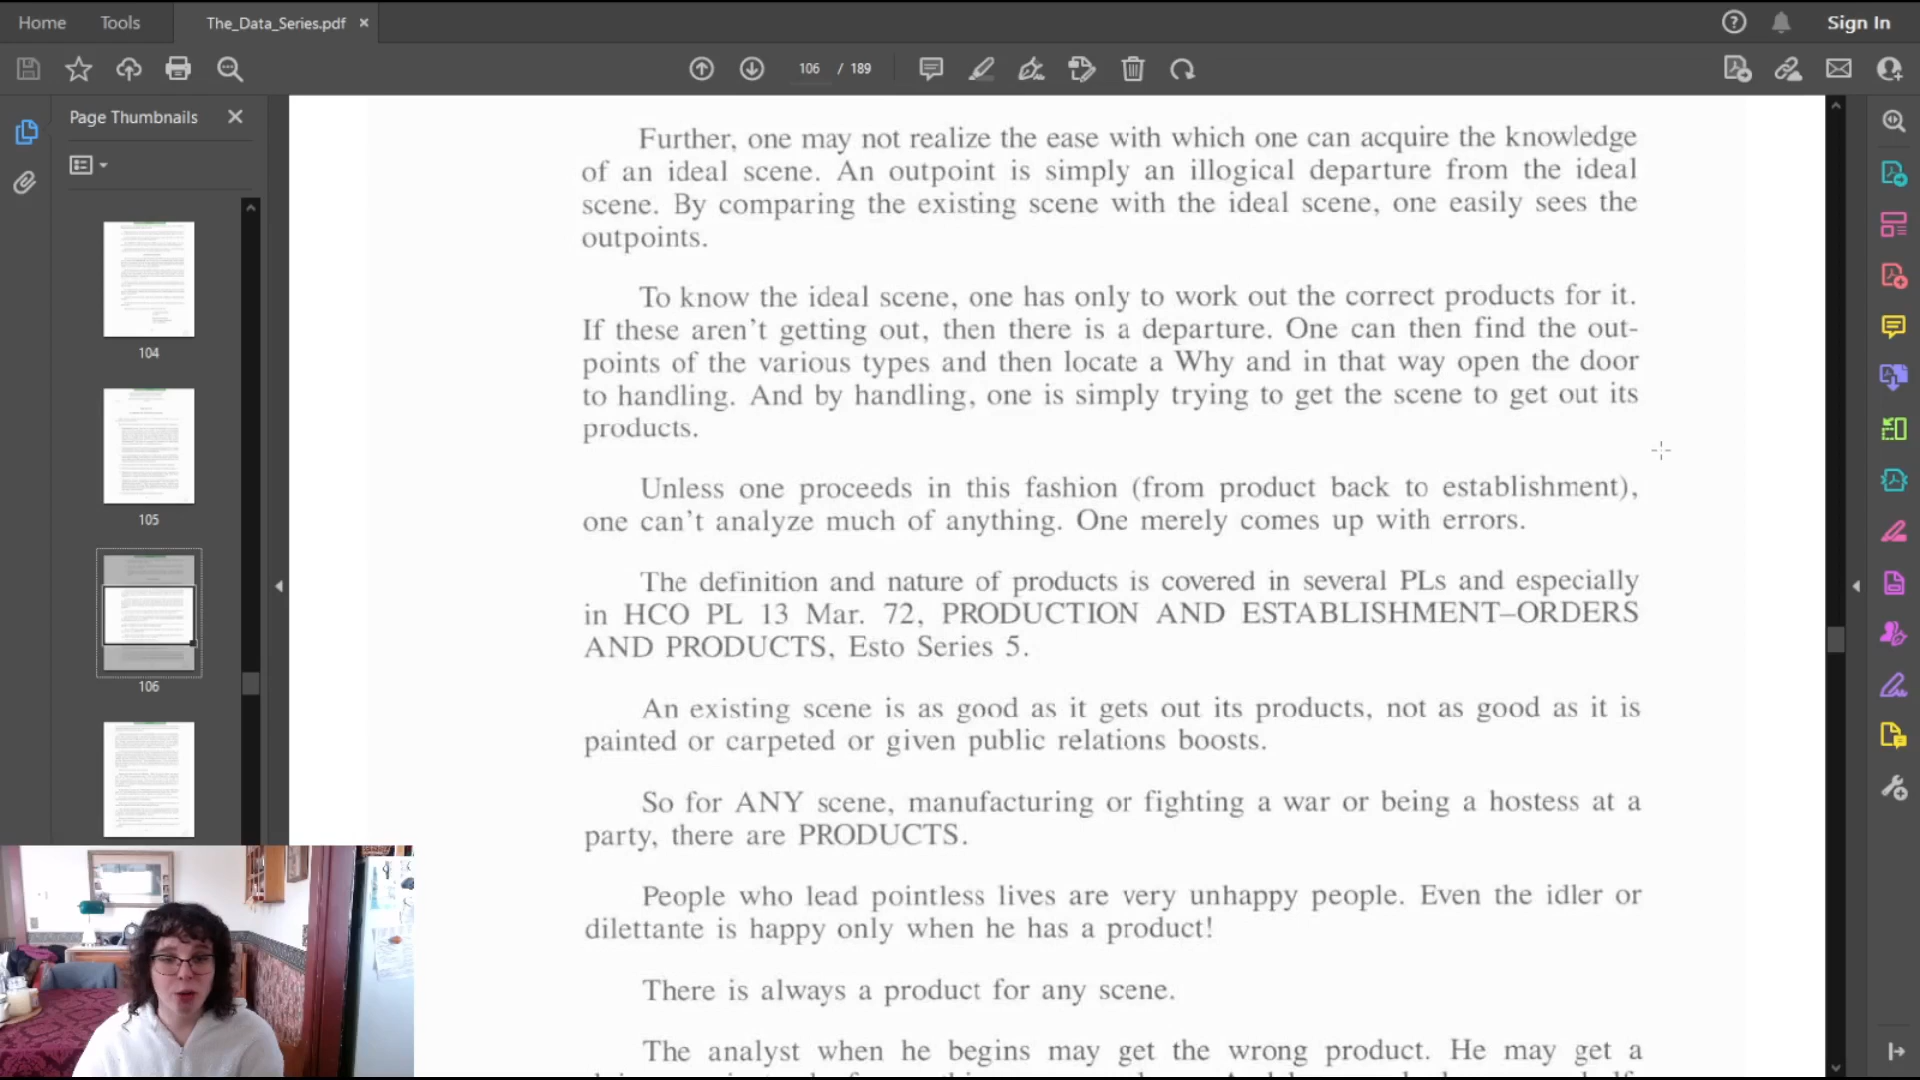 Home
Tools
The_Data_Series.pdf
Sign In
106 / 189
Page Thumbnails
104
105
106
Further, one may not realize the ease with which one can acquire the knowledge
of an ideal scene. An outpoint is simply an illogical departure from the ideal
scene. By comparing the existing scene with the ideal scene, one easily sees the
outpoints.
To know the ideal scene, one has only to work out the correct products for it.
If these aren't getting out, then there is a departure. One can then find the out-
points of the various types and then locate a Why and in that way open the door
to handling. And by handling, one is simply trying to get the scene to get out its
products.
Unless one proceeds in this fashion (from product back to establishment),
one can't analyze much of anything. One merely comes up with errors.
The definition and nature of products is covered in several PLs and especially
in HCO PL 13 Mar. 72, PRODUCTION AND ESTABLISHMENT–ORDERS
AND PRODUCTS, Esto Series 5.
An existing scene is as good as it gets out its products, not as good as it is
painted or carpeted or given public relations boosts.
So for ANY scene, manufacturing or fighting a war or being a hostess at a
party, there are PRODUCTS.
People who lead pointless lives are very unhappy people. Even the idler or
dilettante is happy only when he has a product!
There is always a product for any scene.
The analyst when he begins may get the wrong product. He may get a